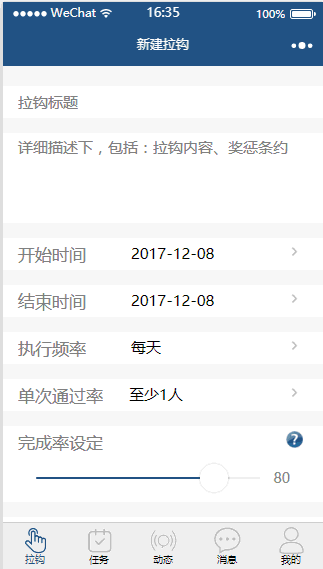 WeChat 16:35 100%
新建拉钩
拉钩标题
详细描述下，包括：拉钩内容、奖惩条约
开始时间 2017-12-08
结束时间 2017-12-08
执行频率 每天
单次通过率 至少1人
完成率设定 ?
80
拉钩 任务 动态 消息 我的